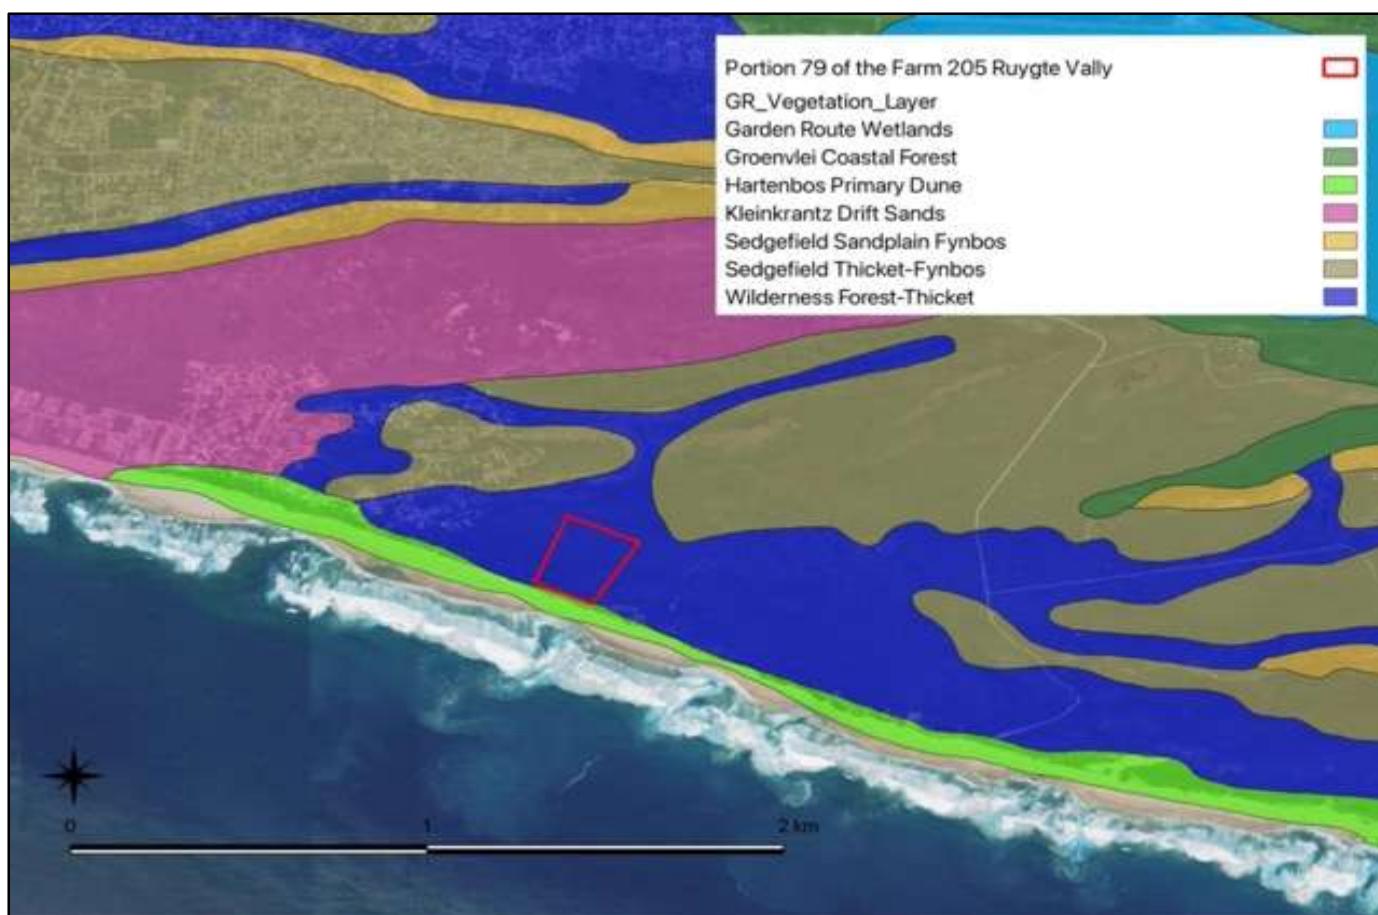 Portion 79 of the Farm 205 Ruygte Vally
GR_Vegetation_Layer
Garden Route Wetlands
Groenvlei Coastal Forest
Hartenbos Primary Dune
Kleinkrantz Drift Sands
Sedgefield Sandplain Fynbos
Sedgefield Thicket-Fynbos
Wilderness Forest-Thicket
0 1 2 km